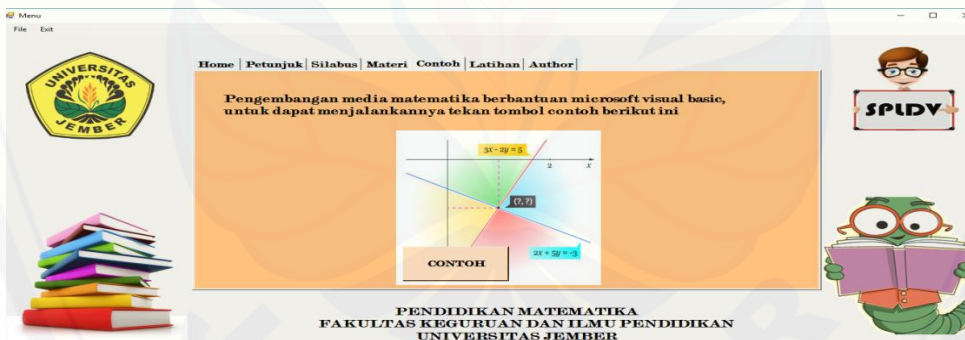 Menu
File Exit
UNIVERSITAS
JEMBER
Home | Petunjuk | Silabus | Materi | Contoh | Latihan | Author
SPLDV
Pengembangan media matematika berbantuan microsoft visual basic,
untuk dapat menjalankannya tekan tombol contoh berikut ini
3x - 2y = 5
2
x
(?, ?)
2x + 5y = -3
CONTOH
PENDIDIKAN MATEMATIKA
FAKULTAS KEGURUAN DAN ILMU PENDIDIKAN
UNIVERSITAS JEMBER